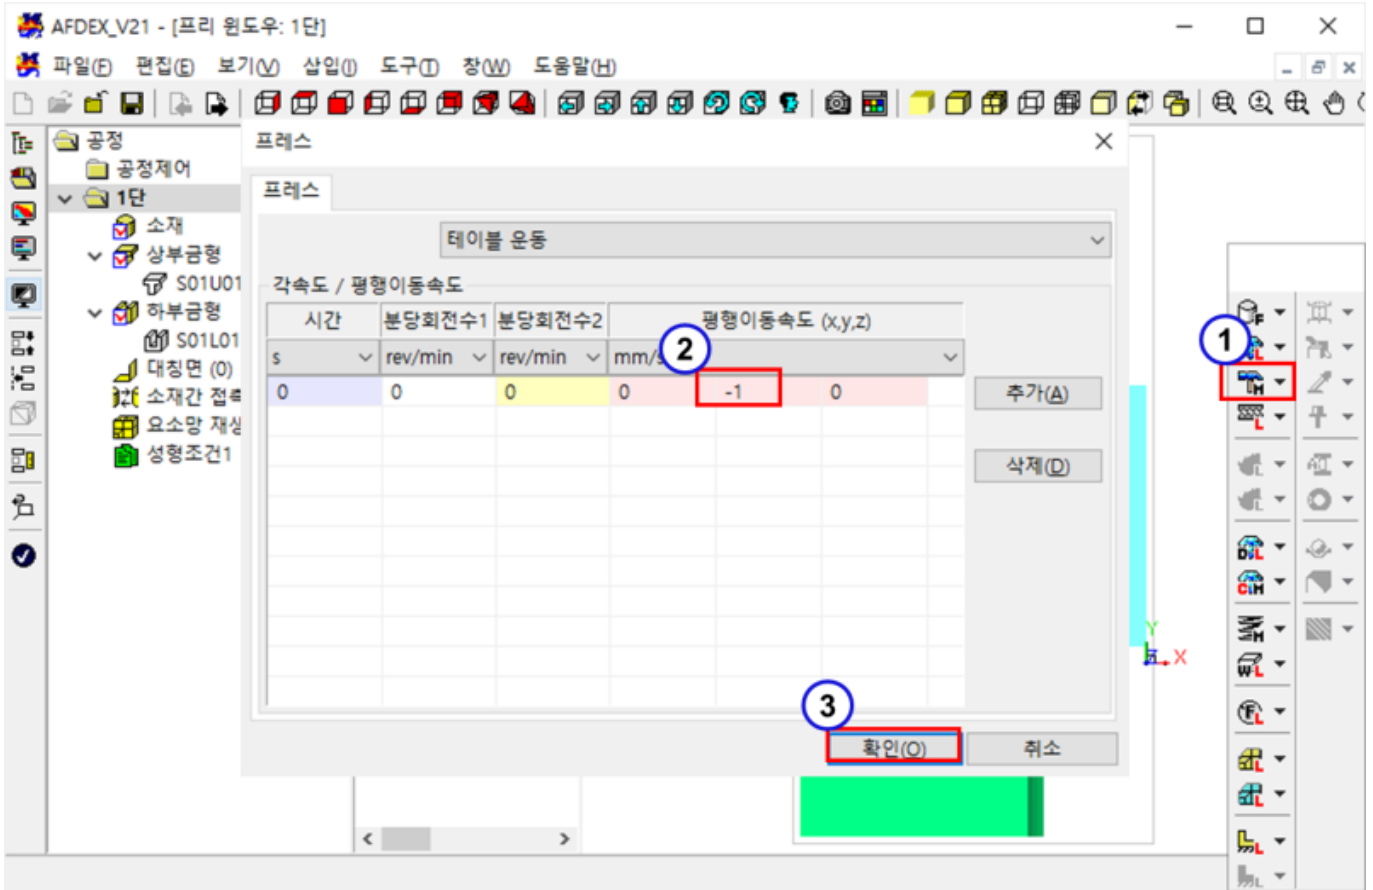 AFDEX_V21 - [프리 윈도우: 1단]
파일(F) 편집(E) 보기(V) 삽입(I) 도구(T) 창(W) 도움말(H)
공정
공정제어
1단
소재
상부금형
S01U01
하부금형
S01L01
대칭면 (0)
소재간 접촉
요소망 재생
성형조건1
프레스
프레스
테이블 운동
각속도 / 평행이동속도
시간 분당회전수1 분당회전수2 평행이동속도 (x,y,z)
s rev/min rev/min mm/s
0 0 0 0 -1 0
추가(A)
삭제(D)
확인(O) 취소
1
2
3
Y
X